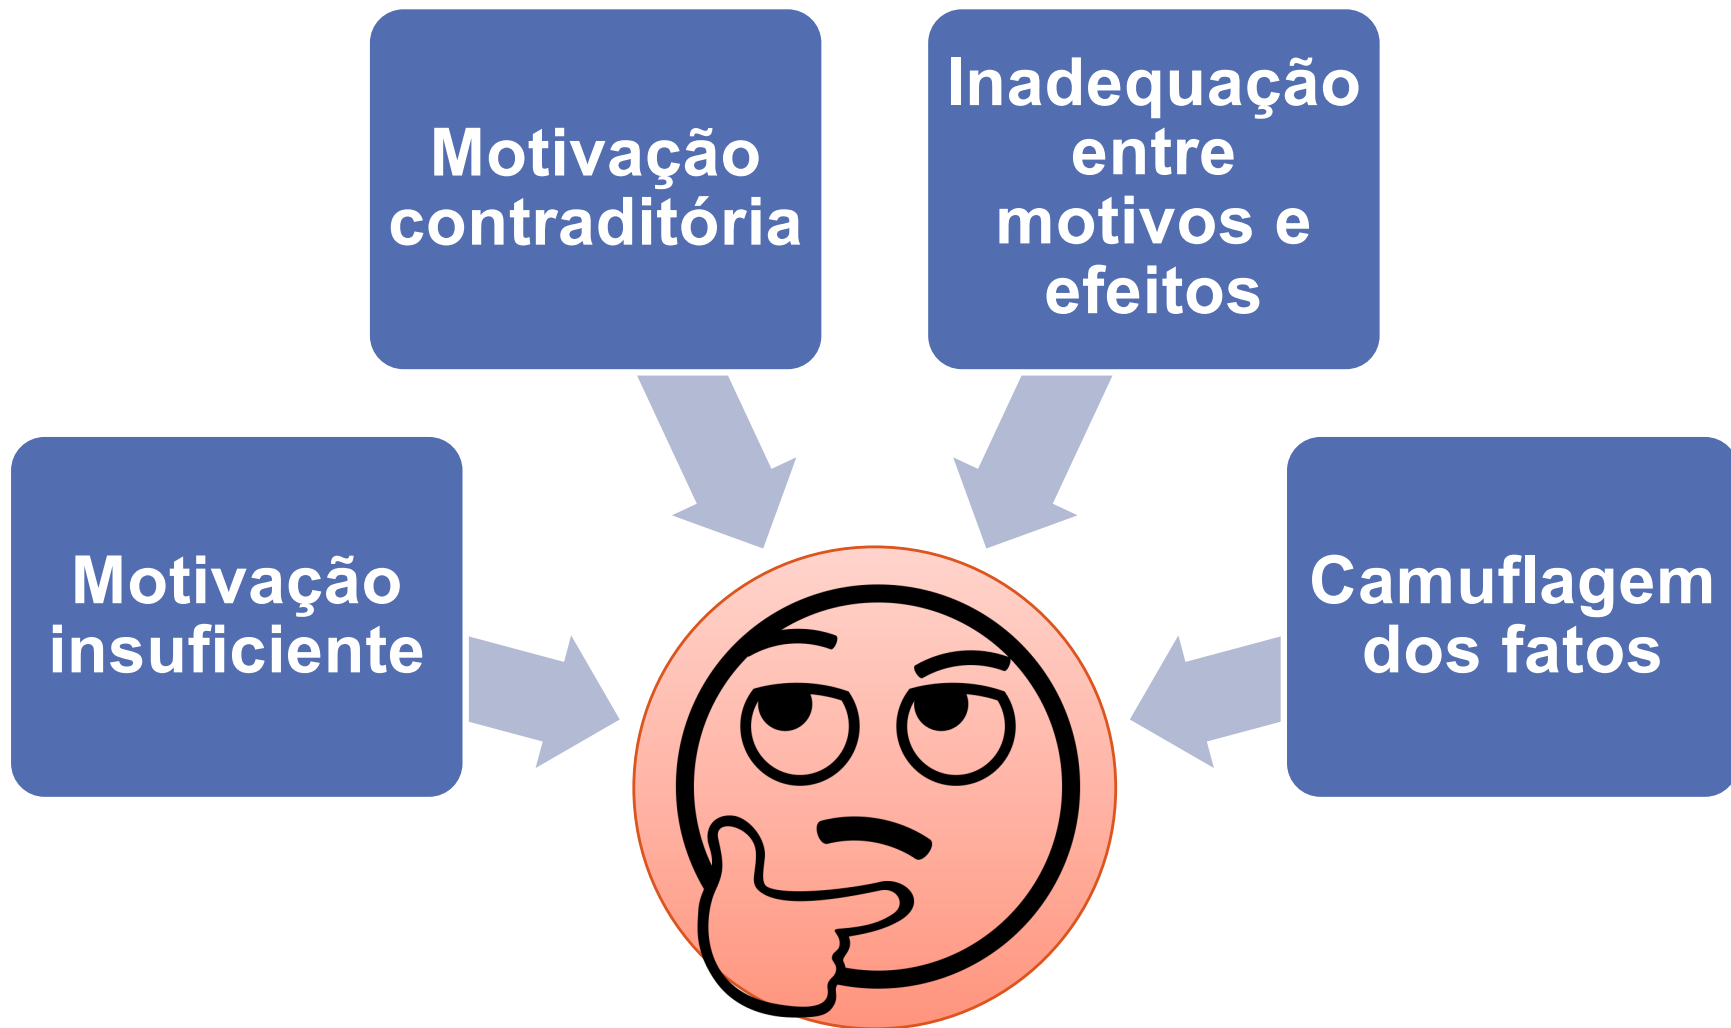 Motivação
contraditória
Inadequação
entre
motivos e
efeitos
Motivação
insuficiente
Camuflagem
dos fatos